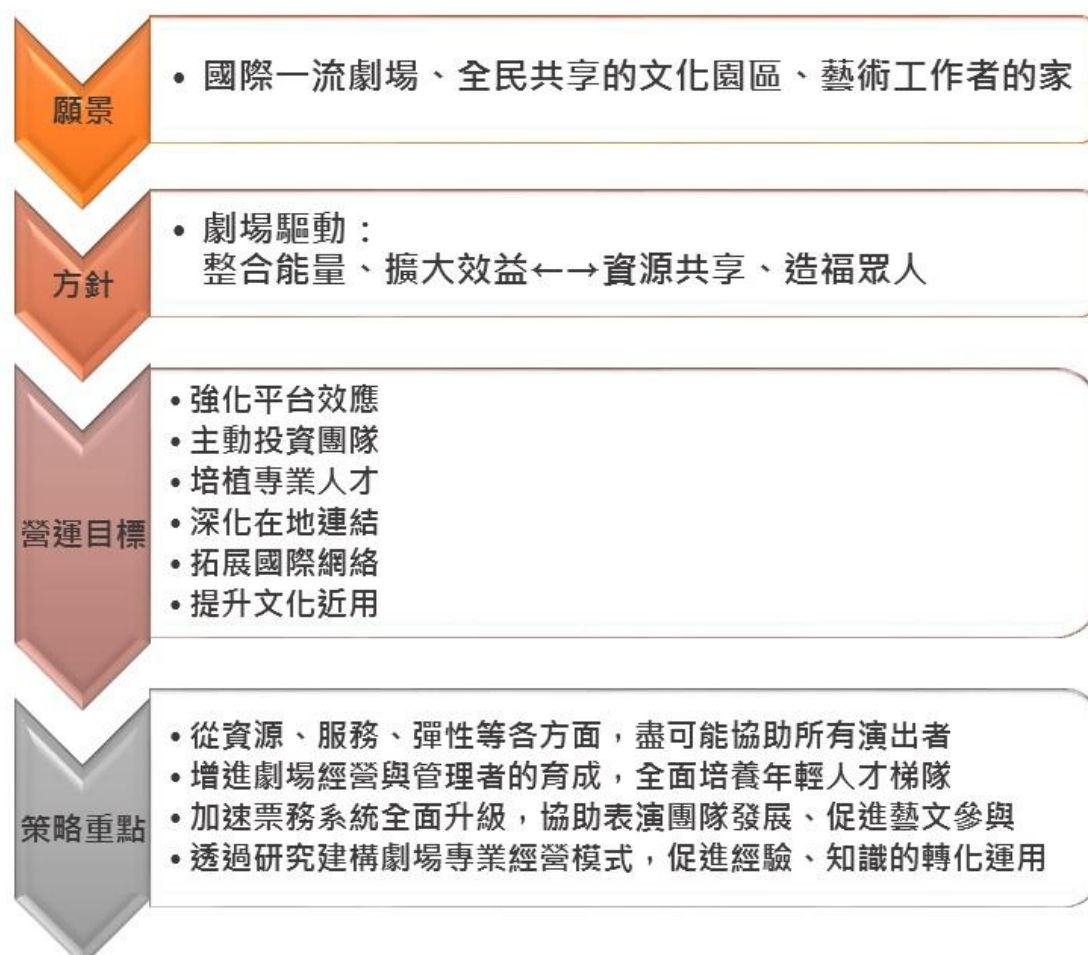 願景
• 國際一流劇場、全民共享的文化園區、藝術工作者的家
方針
• 劇場驅動：
整合能量、擴大效益←→資源共享、造福眾人
營運目標
• 強化平台效應
• 主動投資團隊
• 培植專業人才
• 深化在地連結
• 拓展國際網絡
• 提升文化近用
策略重點
• 從資源、服務、彈性等各方面，盡可能協助所有演出者
• 增進劇場經營與管理者的育成，全面培養年輕人才梯隊
• 加速票務系統全面升級，協助表演團隊發展、促進藝文參與
• 透過研究建構劇場專業經營模式，促進經驗、知識的轉化運用